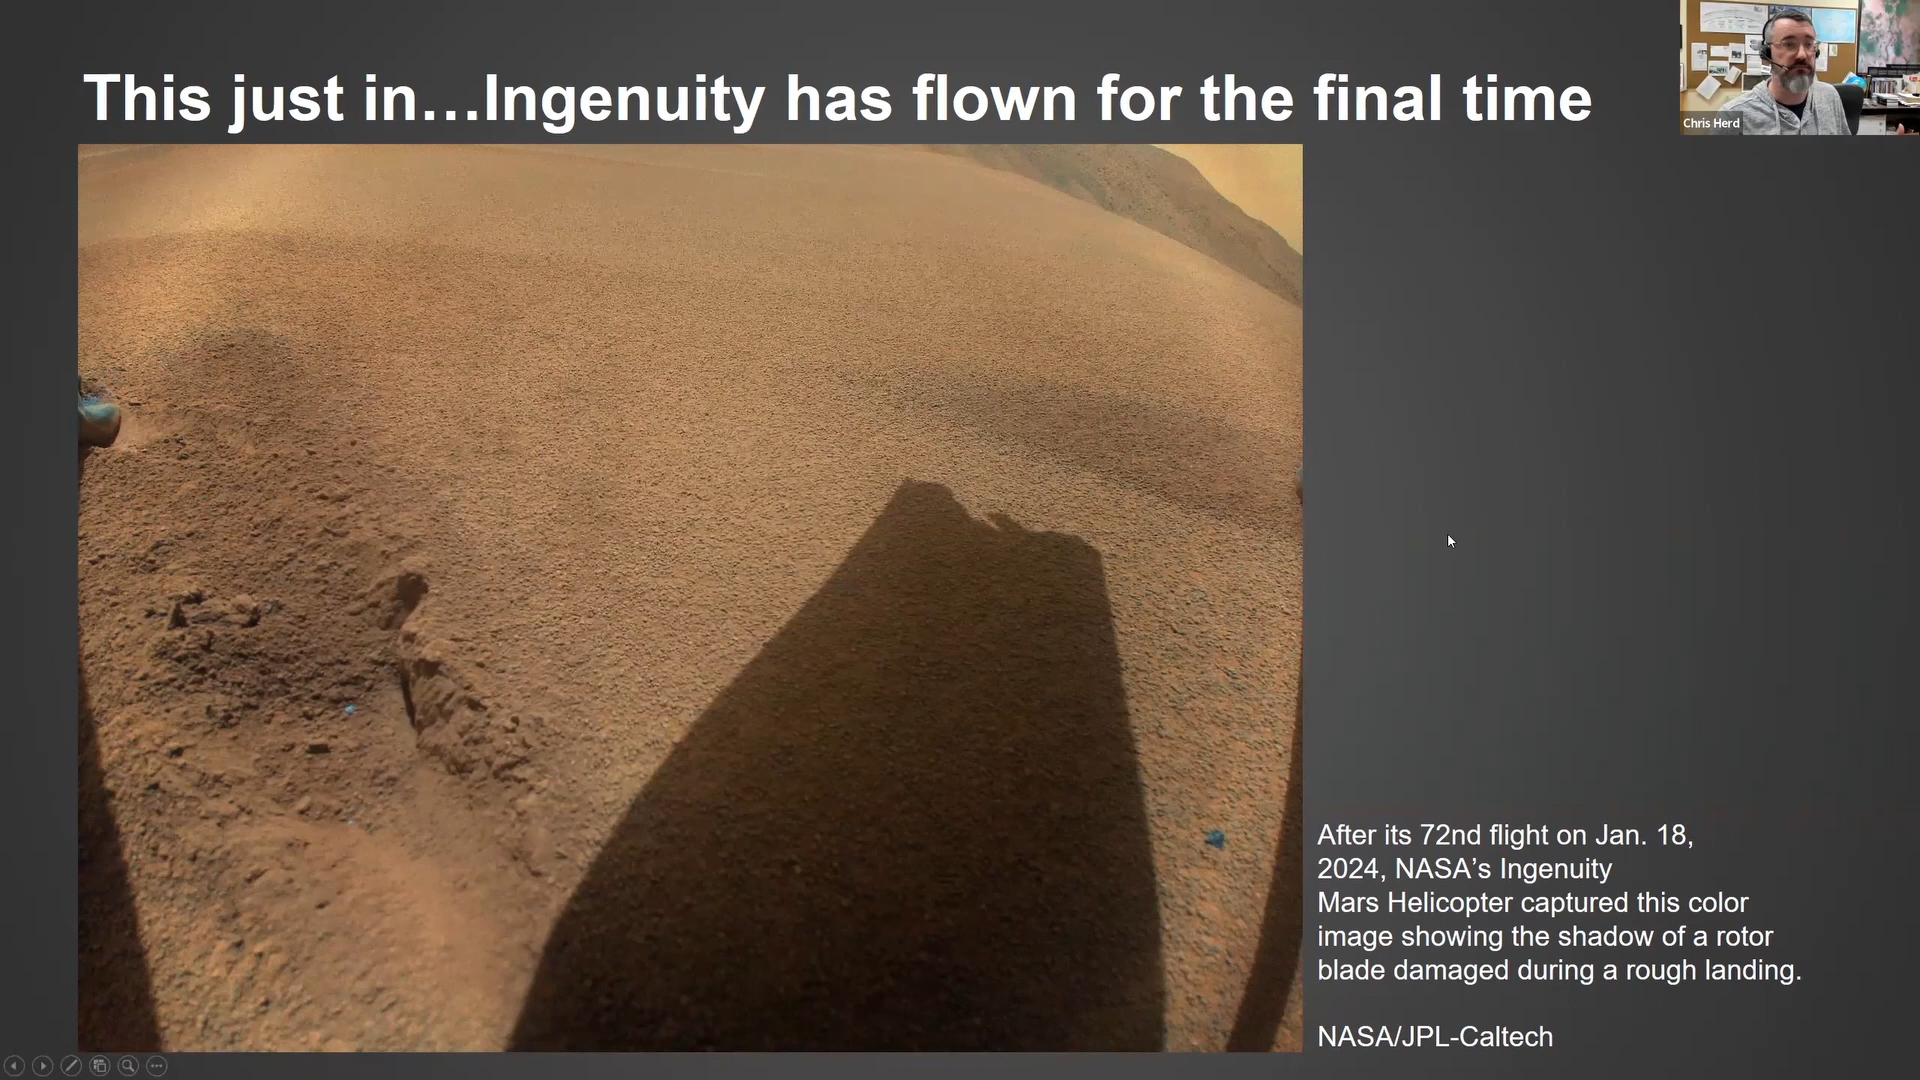 This just in…Ingenuity has flown for the final time
Chris Herd
After its 72nd flight on Jan. 18,
2024, NASA’s Ingenuity
Mars Helicopter captured this color
image showing the shadow of a rotor
blade damaged during a rough landing.
NASA/JPL-Caltech